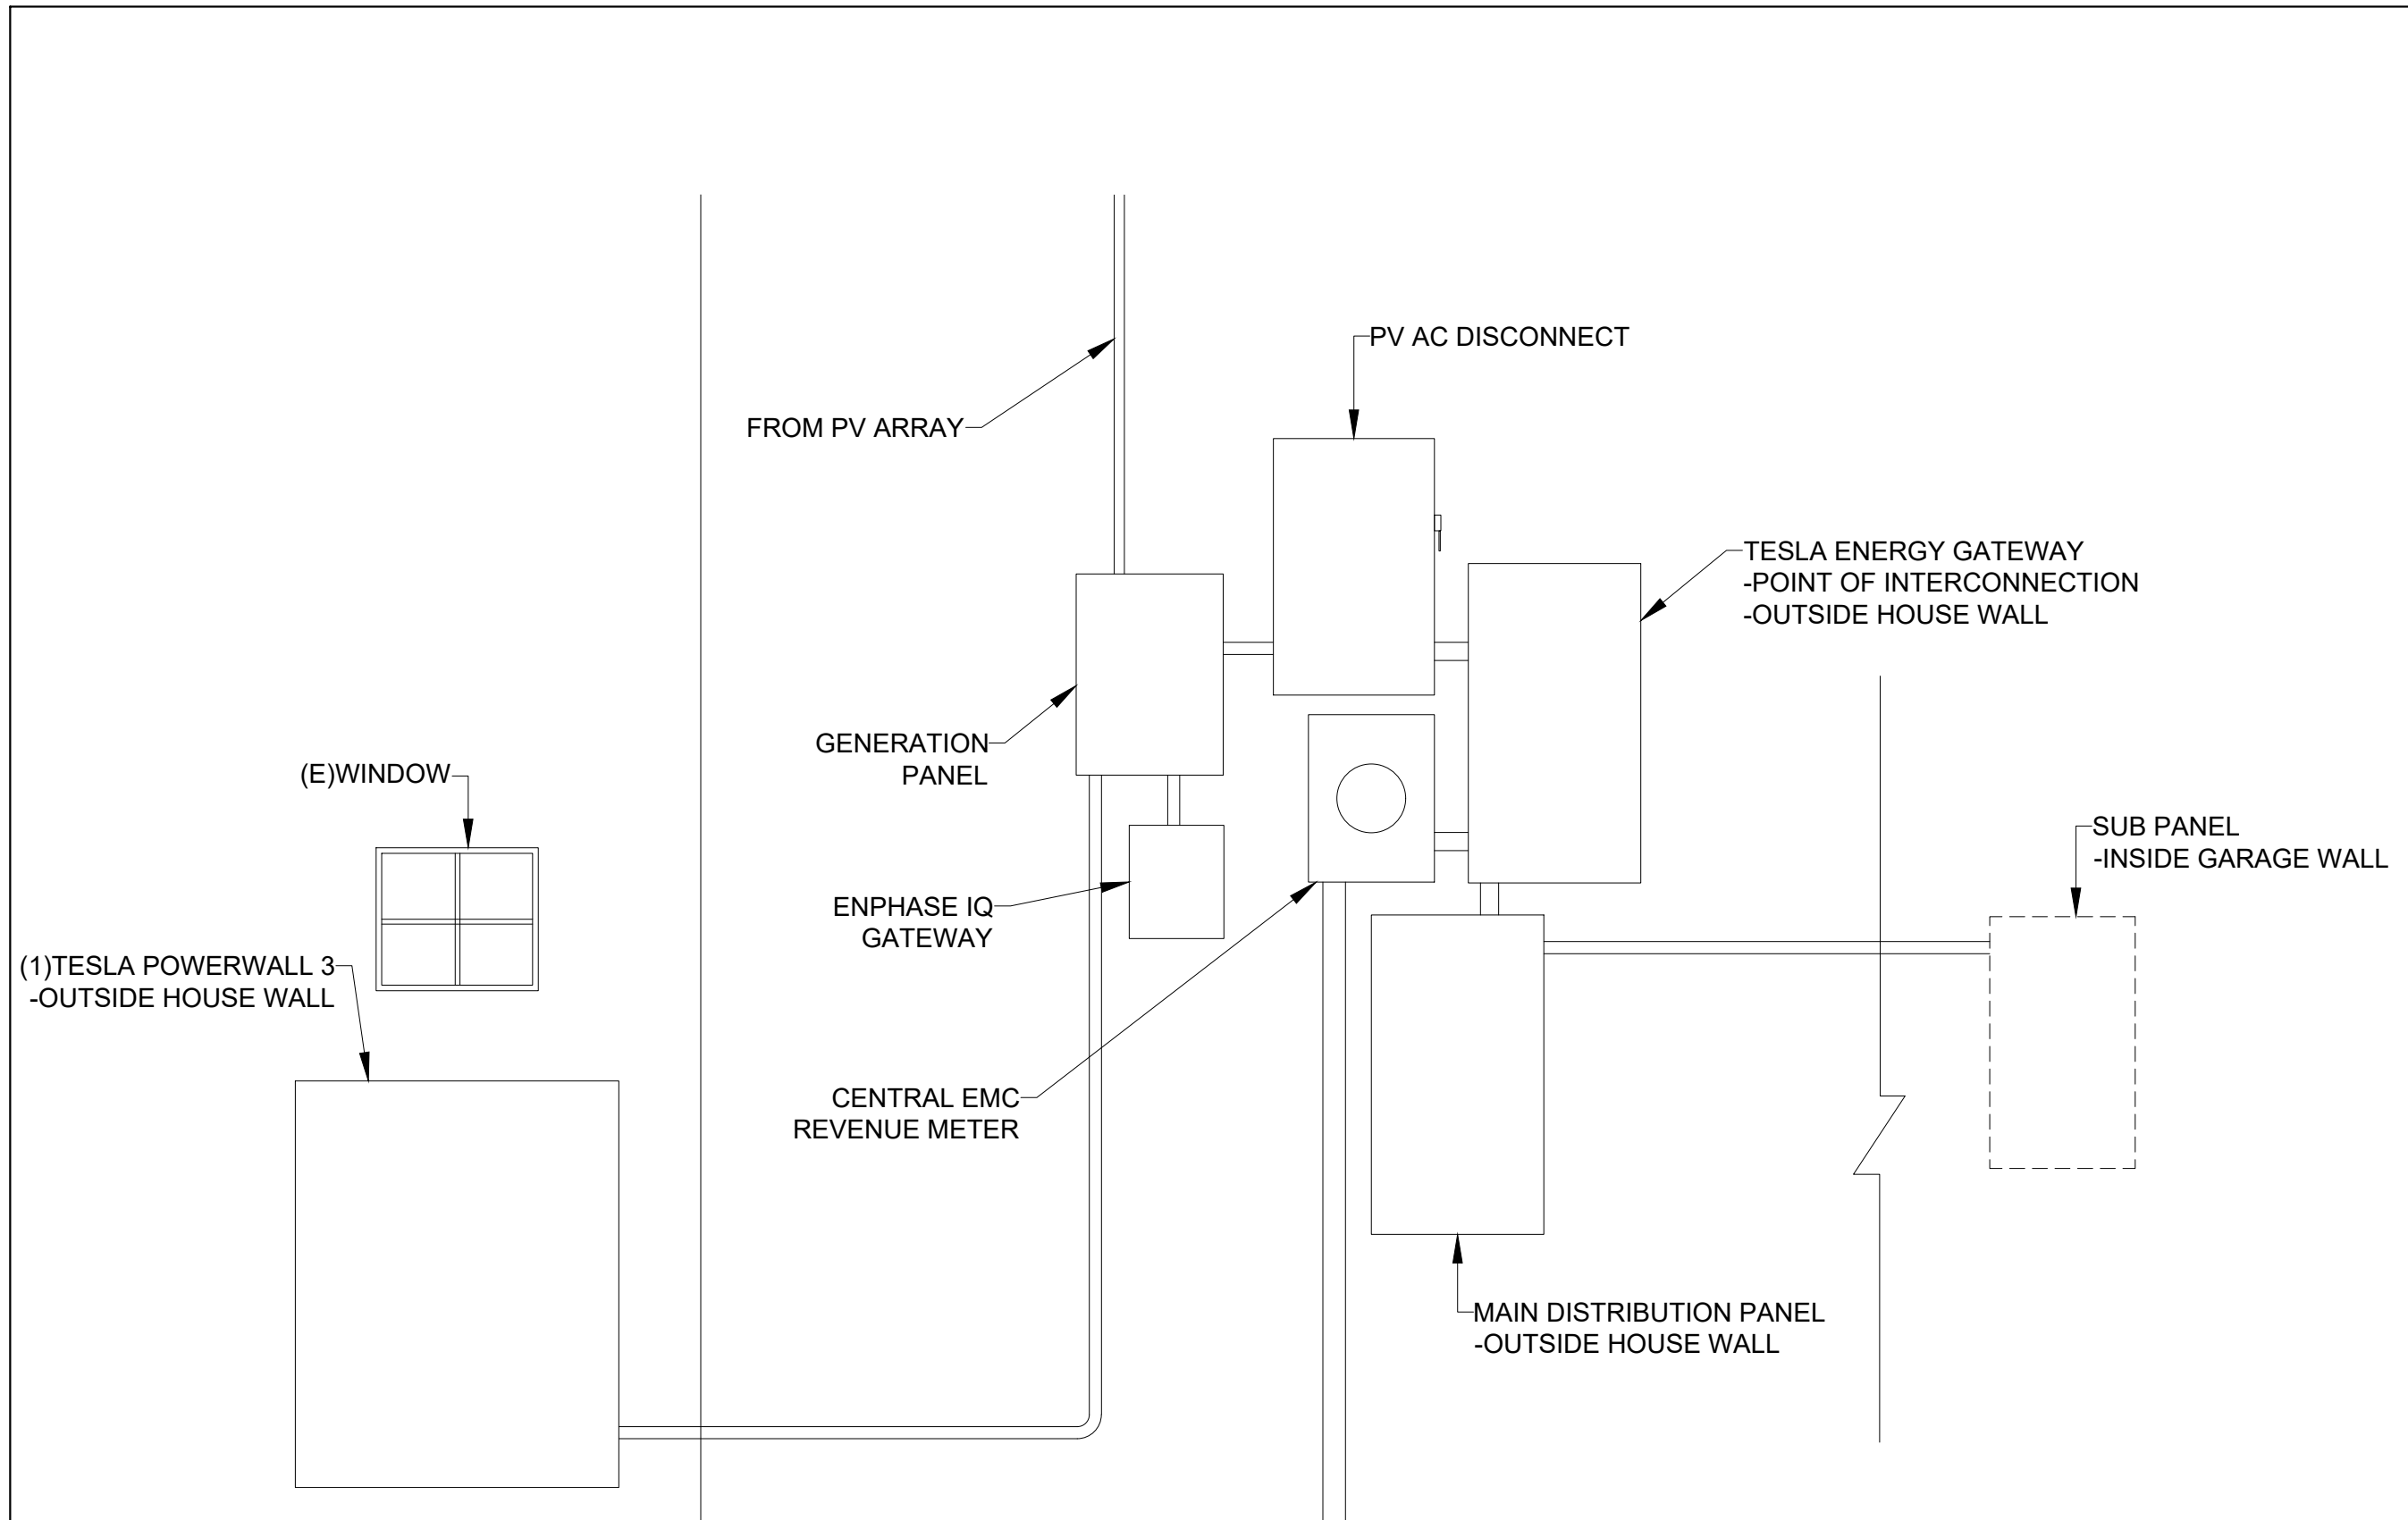 PV AC DISCONNECT
FROM PV ARRAY
TESLA ENERGY GATEWAY
-POINT OF INTERCONNECTION
-OUTSIDE HOUSE WALL
GENERATION
PANEL
(E)WINDOW
SUB PANEL
-INSIDE GARAGE WALL
ENPHASE IQ
GATEWAY
(1)TESLA POWERWALL 3
-OUTSIDE HOUSE WALL
CENTRAL EMC
REVENUE METER
MAIN DISTRIBUTION PANEL
-OUTSIDE HOUSE WALL